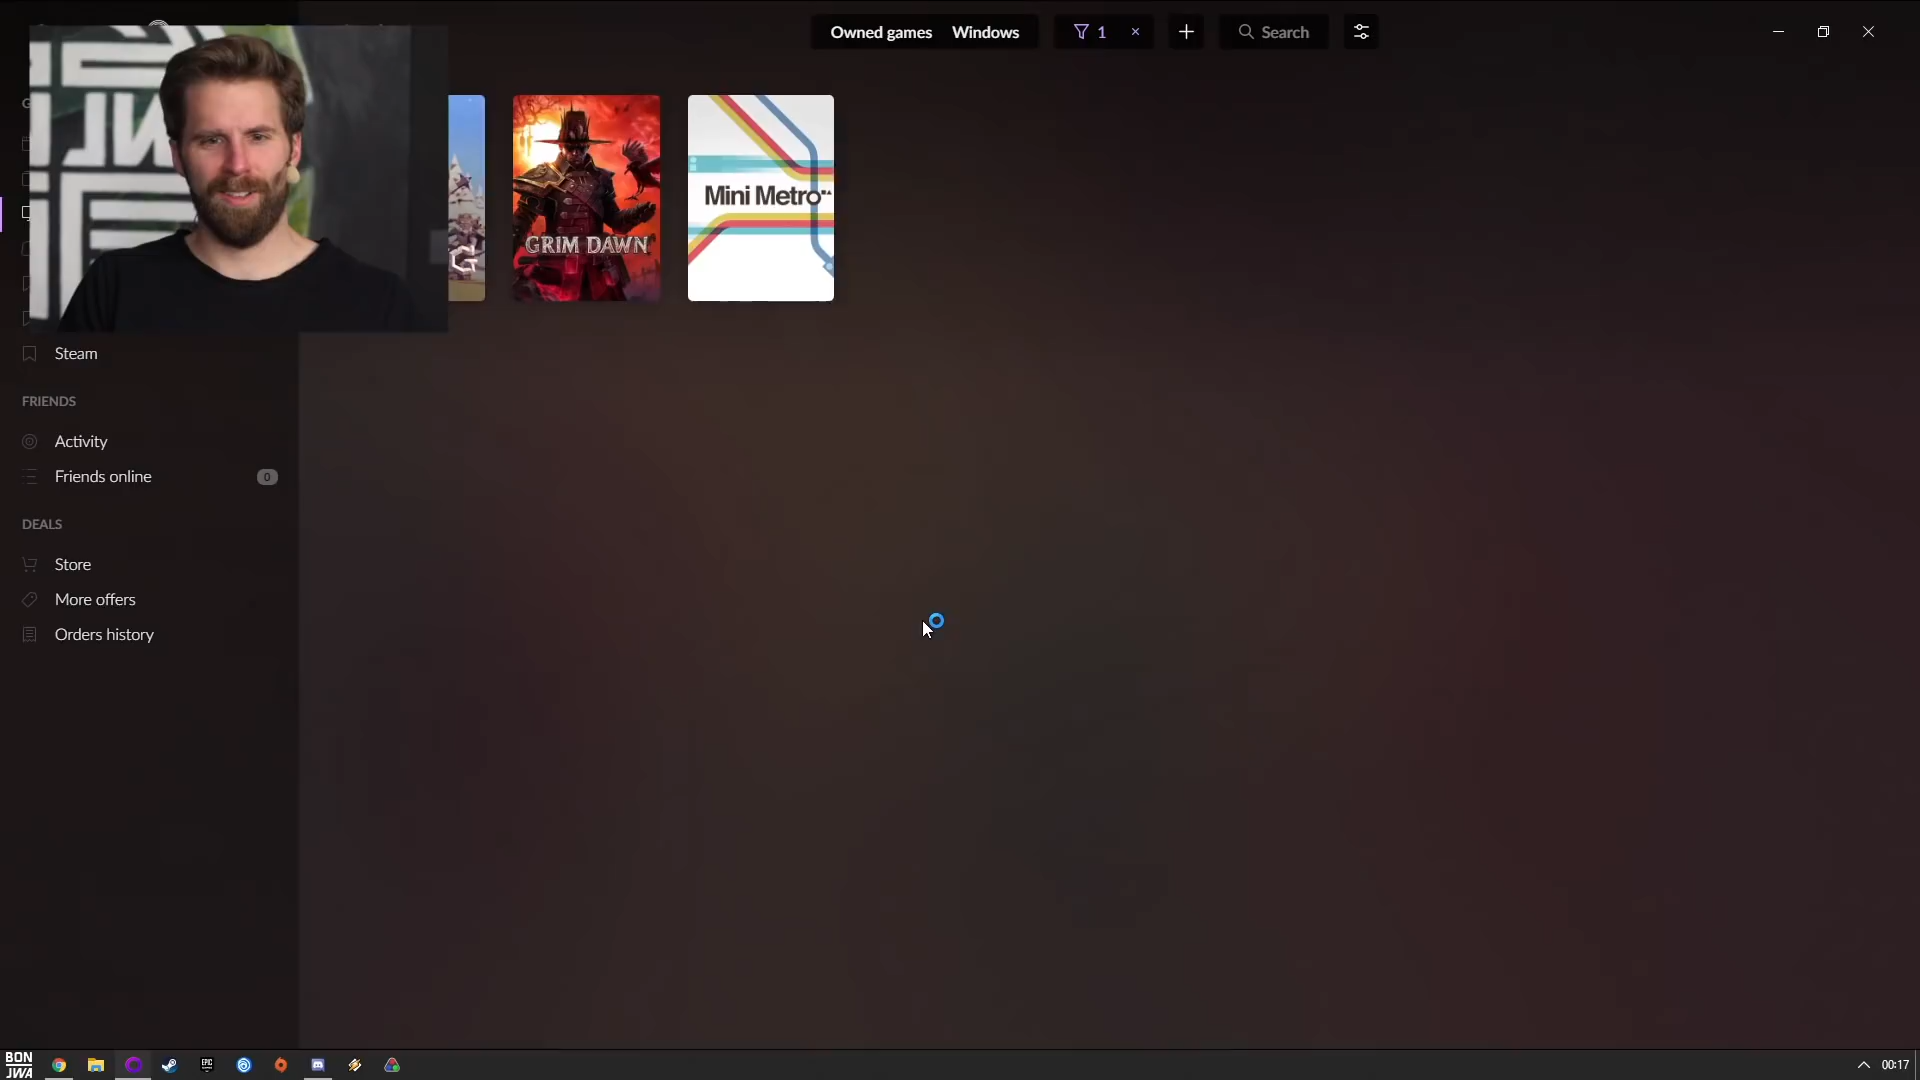 Owned games Windows
1
Search
GRIM DAWN
Mini Metro
Steam
FRIENDS
Activity
Friends online
0
DEALS
Store
More offers
Orders history
BON
JWA
EPIC
00:17